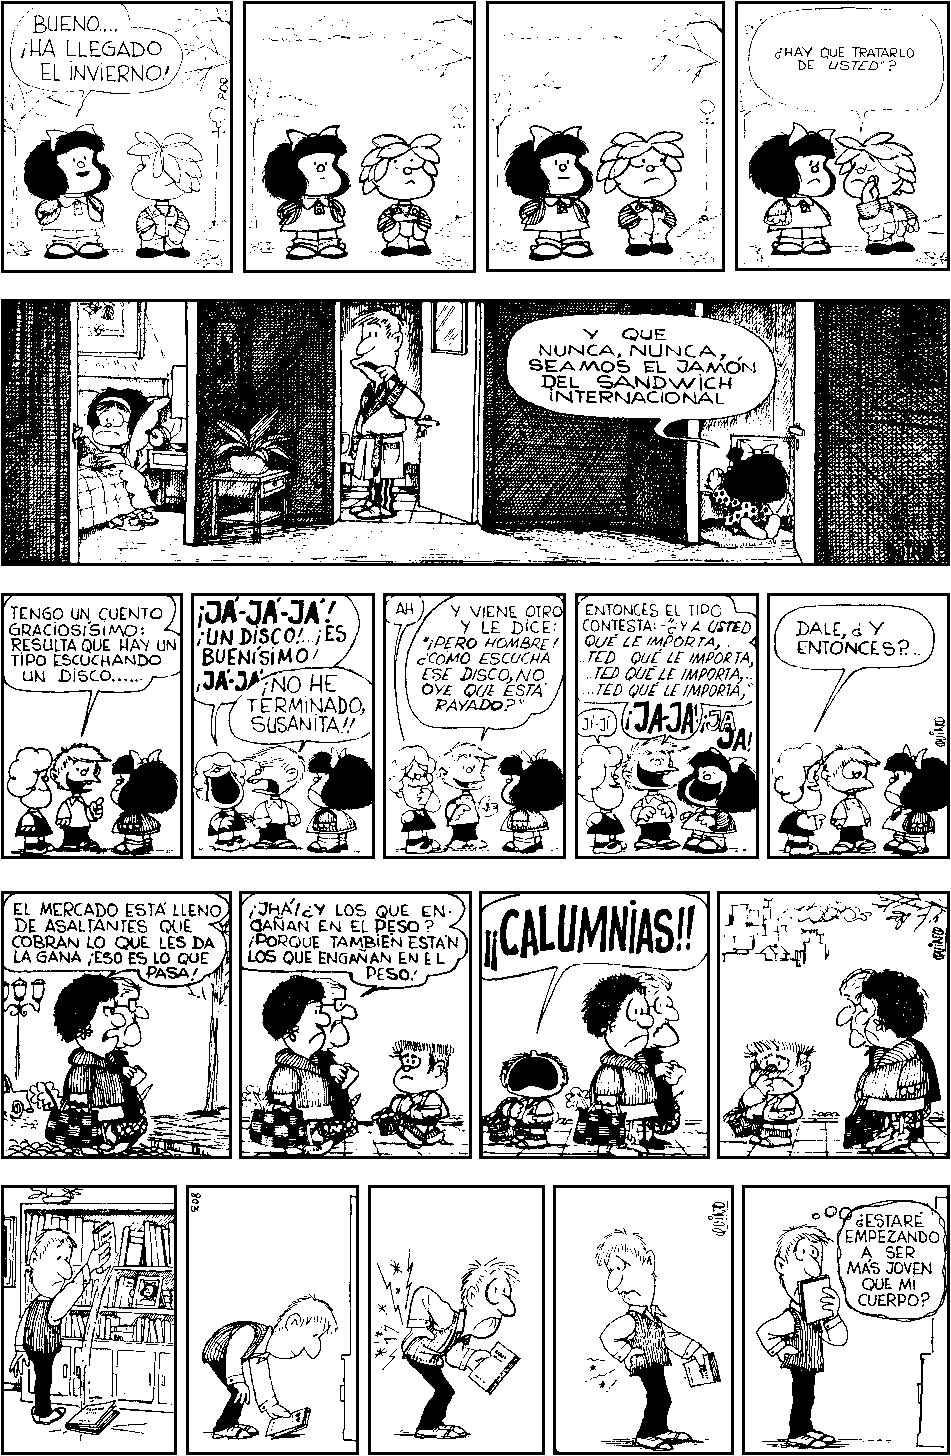 BUENO....
¡HA LLEGADO
EL INVIERNO!
¿HAY QUE TRATARLO
DE "USTED"?
Y QUE
NUNCA, NUNCA,
SEAMOS EL JAMÓN
DEL SANDWICH
INTERNACIONAL
TENGO UN CUENTO
GRACIOSÍSIMO:
RESULTA QUE HAY UN
TIPO ESCUCHANDO
UN DISCO......
¡JÁ-JÁ-JÁ!
¡UN DISCO!...¡ES
BUENÍSIMO!
¡JÁ-JÁ
¡NO HE
TERMINADO,
SUSANITA!!
AH
Y VIENE OTRO
Y LE DICE:
"¡PERO HOMBRE!
¿CÓMO ESCUCHA
ESE DISCO, NO
OYE QUE ESTÁ
RAYADO?"
ENTONCES EL TIPO
CONTESTA:-"¿Y A USTED
QUÉ LE IMPORTA,..
..TED QUÉ LE IMPORTA,
..TED QUÉ LE IMPORTA,..
...TED QUÉ LE IMPORTA,"
JI-JÍ
¡JA-JA!
¡JA
JA!
DALE, ¿Y
ENTONCES?..
QUINO
EL MERCADO ESTÁ LLENO
DE ASALTANTES QUE
COBRAN LO QUE LES DA
LA GANA ¡ESO ES LO QUE
PASA!
¡JHÁ! ¿Y LOS QUE EN-
GAÑAN EN EL PESO?
¡PORQUE TAMBIÉN ESTÁN
LOS QUE ENGAÑAN EN EL
PESO!
¡¡CALUMNIAS!!
QUINO
803
QUINO
¿ESTARÉ
EMPEZANDO
A SER
MÁS JOVEN
QUE MI
CUERPO?